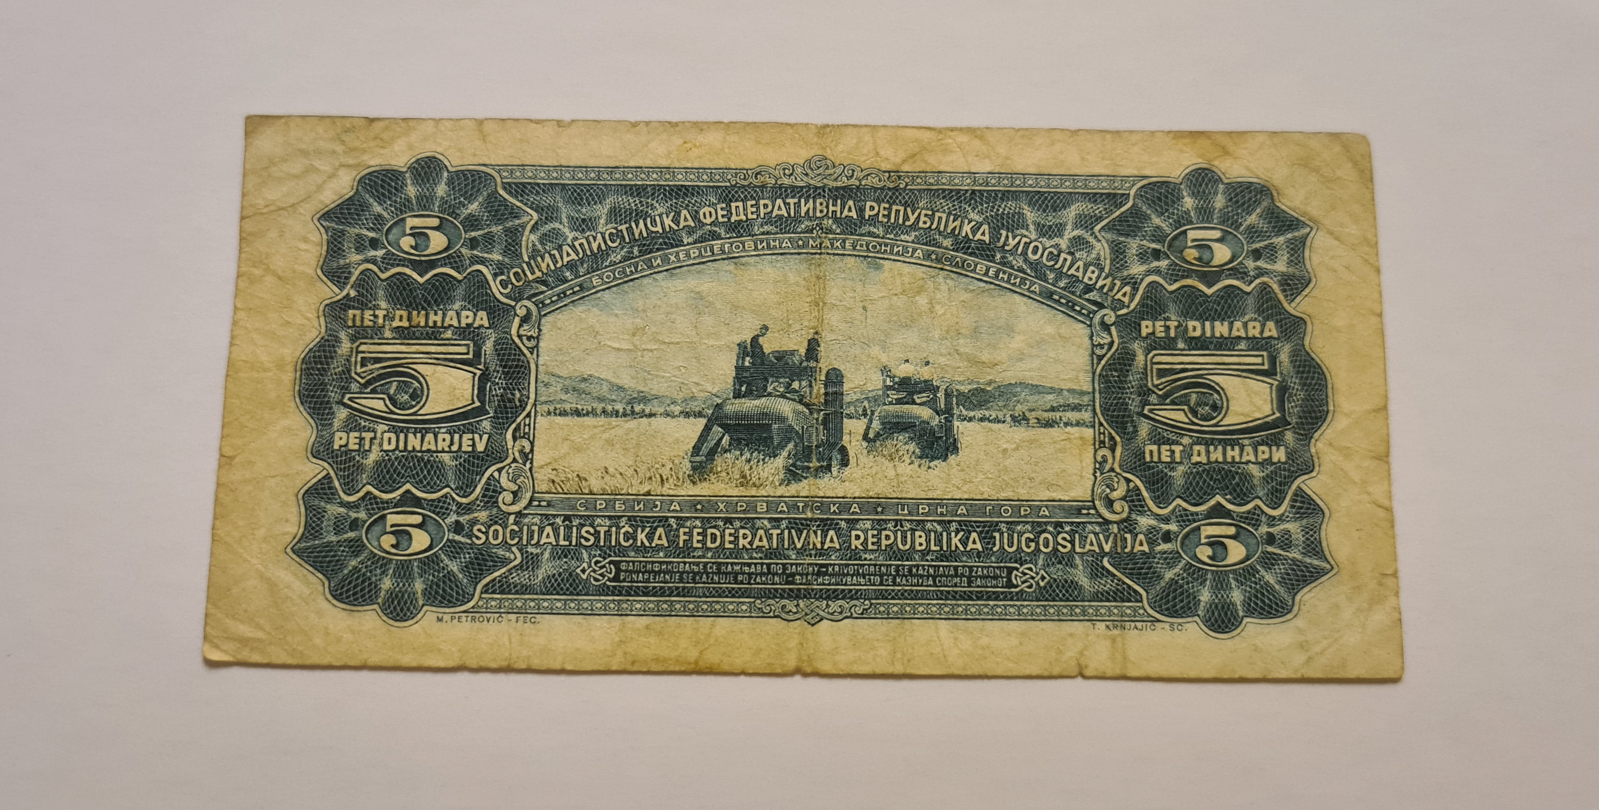 СОЦИЈАЛИСТИЧКА ФЕДЕРАТИВНА РЕПУБЛИКА ЈУГОСЛАВИЈА
БОСНА И ХЕРЦЕГОВИНА ★ МАКЕДОНИЈА ★ СЛОВЕНИЈА
5
5
ПЕТ ДИНАРА
5
PET DINARJEV
PET DINARA
5
ПЕТ ДИНАРИ
СРБИЈА ★ ХРВАТСКА ★ ЦРНА ГОРА
5
5
SOCIJALISTIČKA FEDERATIVNA REPUBLIKA JUGOSLAVIJA
ФАЛСИФИКОВАЊЕ СЕ КАЖЊАВА ПО ЗАКОНУ – KRIVOTVORENJE SE KAZNJAVA PO ZAKONU
PONAREJANJE SE KAZNUJE PO ZAKONU – ФАЛСИФИКУВАЊЕТО СЕ КАЗНУВА СПОРЕД ЗАКОНОТ
M. PETROVIĆ - FEC.
T. KRNJAJIĆ - SC.